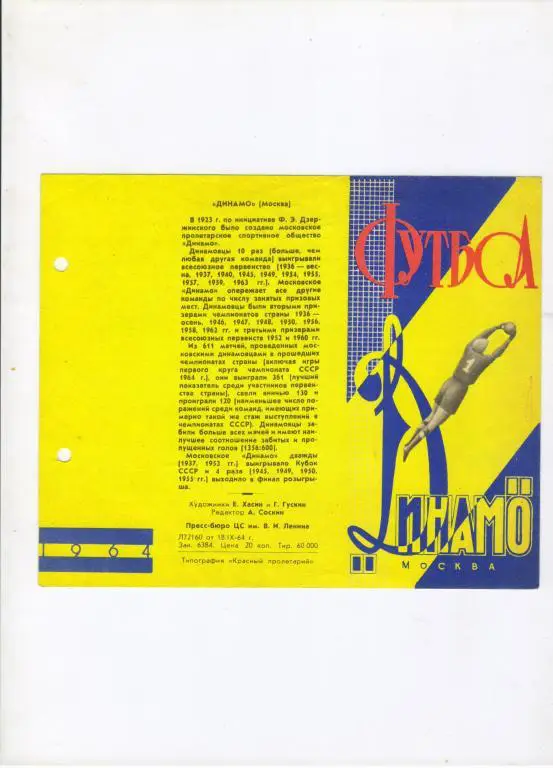 «ДИНАМО» (Москва)
В 1923 г. по инициативе Ф. Э. Дзер-
жинского было создано московское
пролетарское спортивное общество
«Динамо».
Динамовцы 10 раз (больше, чем
любая другая команда) выигрывали
всесоюзное первенство (1936 — вес-
на, 1937, 1940, 1945, 1949, 1954, 1955,
1957, 1959, 1963 гг.). Московское
«Динамо» опережает все другие
команды по числу занятых призовых
мест. Динамовцы были вторыми при-
зерами чемпионатов страны (1936 —
осень, 1946, 1947, 1948, 1950, 1956,
1958, 1962 гг. и третьими призерами
всесоюзных первенств 1952 и 1960 гг.
Из 611 матчей, проведенных мос-
ковскими динамовцами в прошедших
чемпионатах страны (включая игры
первого круга чемпионата СССР
1964 г.), они выиграли 361 (лучший
показатель среди участников первен-
ства страны), свели вничью 130 и
проиграли 120 (наименьшее число по-
ражений среди команд, имеющих при-
мерно такой же стаж выступлений в
чемпионатах СССР). Динамовцы за-
били больше всех мячей и имеют наи-
лучшее соотношение забитых и про-
пущенных голов (1356:600).
Московское «Динамо» дважды
(1937, 1953 гг.) выигрывало Кубок
СССР и 4 раза (1945, 1949, 1950,
1955 гг.) выходило в финал розыгры-
ша.
Художники Е. Хасин и Г. Гускин
Редактор А. Соскин
Пресс-бюро ЦС им. В. И. Ленина
Л72160 от 18/IX-64 г.
Зак. 6384. Цена 20 коп. Тир. 60 000
Типография «Красный пролетарий»
1964
ФУТБОЛ
Д
1
"ДИНАМО"
МОСКВА